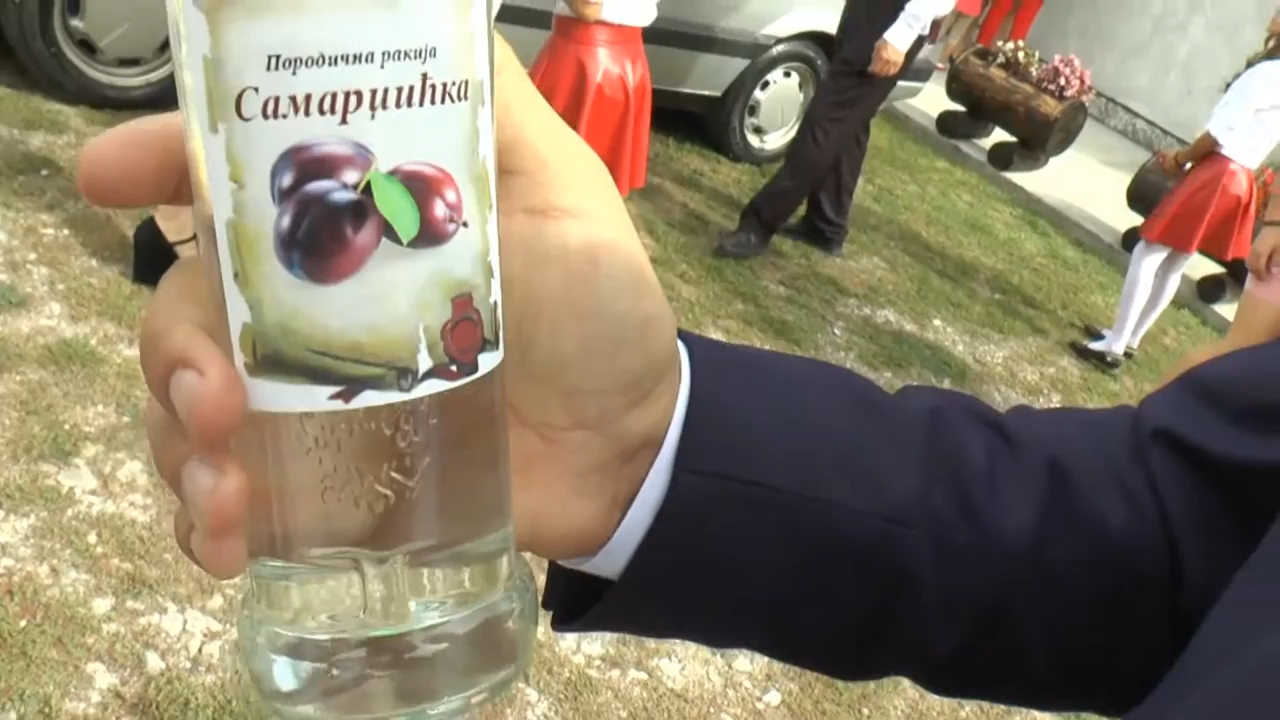 Породична ракија
Самарџићка